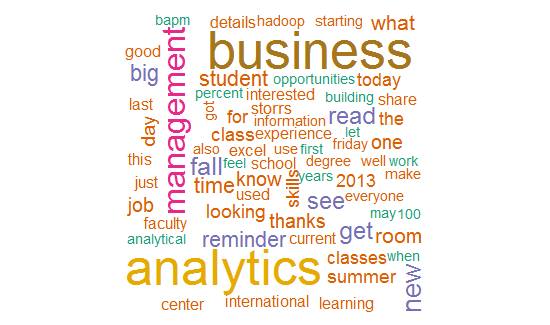 bapm details hadoop starting what
good business
big management student opportunities today
percent interested building share
last got storrs
day for information read the
class experience let
also excel use first friday one
this fall feel school degree well work
just time know skills years 2013 make
job used see everyone
looking may 100
faculty thanks get
analytical reminder current room
analytics classes when
summer new
center international learning